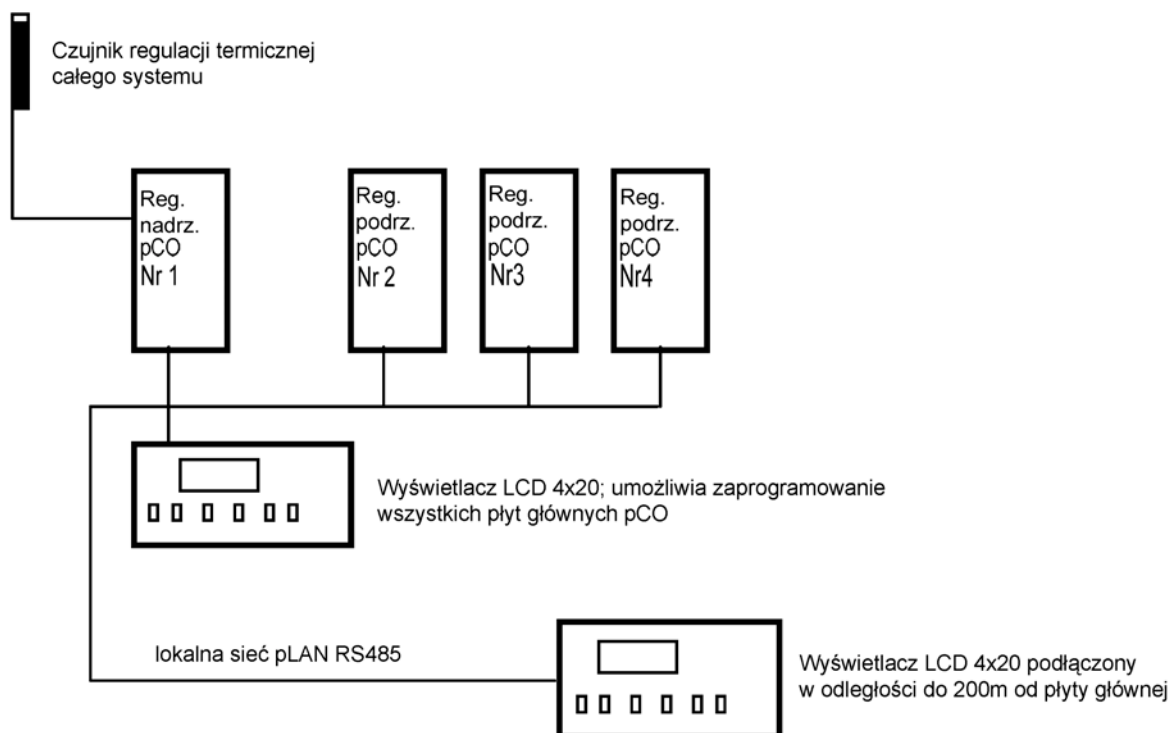 Czujnik regulacji termicznej
całego systemu
Reg.
nadrz.
pCO
Nr 1
Reg.
podrz.
pCO
Nr 2
Reg.
podrz.
pCO
Nr3
Reg.
podrz.
pCO
Nr4
Wyświetlacz LCD 4x20; umożliwia zaprogramowanie
wszystkich płyt głównych pCO
lokalna sieć pLAN RS485
Wyświetlacz LCD 4x20 podłączony
w odległości do 200m od płyty głównej